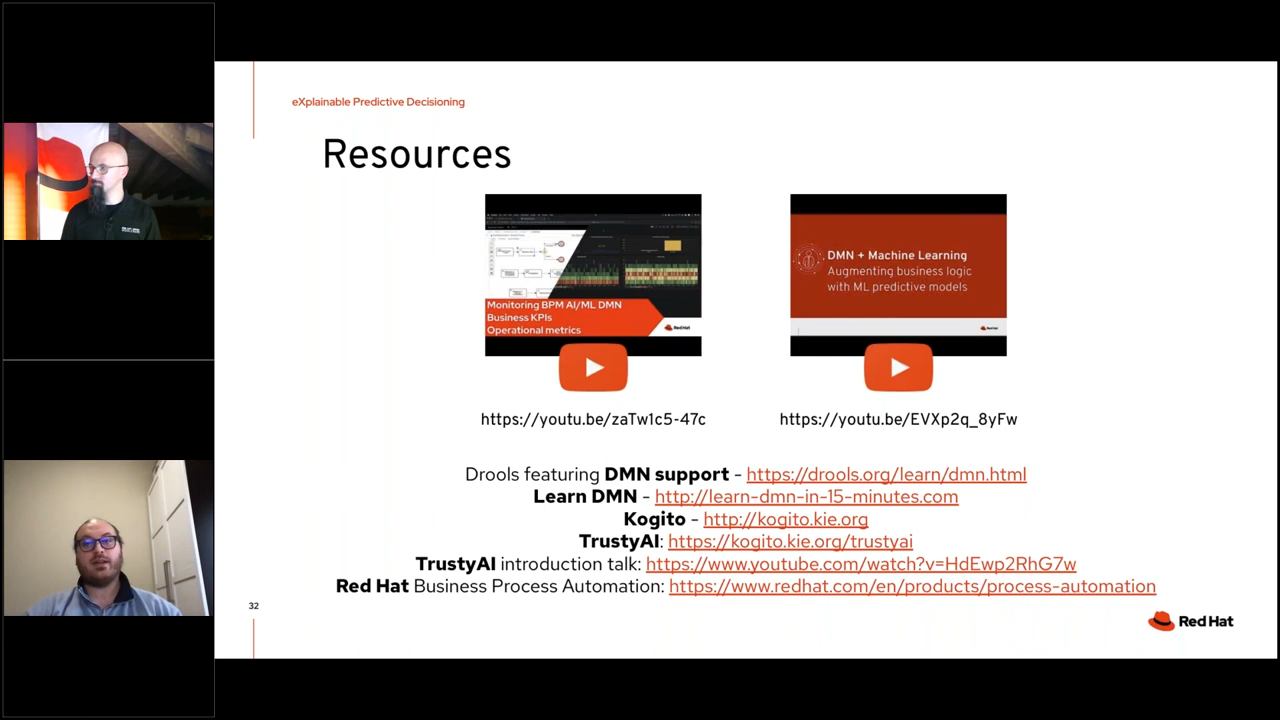 eXplainable Predictive Decisioning
Resources
Monitoring BPM AI/ML DMN
Business KPIs
Operational metrics
Red Hat
DMN + Machine Learning
Augmenting business logic
with ML predictive models
Red Hat
https://youtu.be/zaTw1c5-47c
https://youtu.be/EVXp2q_8yFw
Drools featuring DMN support - https://drools.org/learn/dmn.html
Learn DMN - http://learn-dmn-in-15-minutes.com
Kogito - http://kogito.kie.org
TrustyAI: https://kogito.kie.org/trustyai
TrustyAI introduction talk: https://www.youtube.com/watch?v=HdEwp2RhG7w
Red Hat Business Process Automation: https://www.redhat.com/en/products/process-automation
32
Red Hat